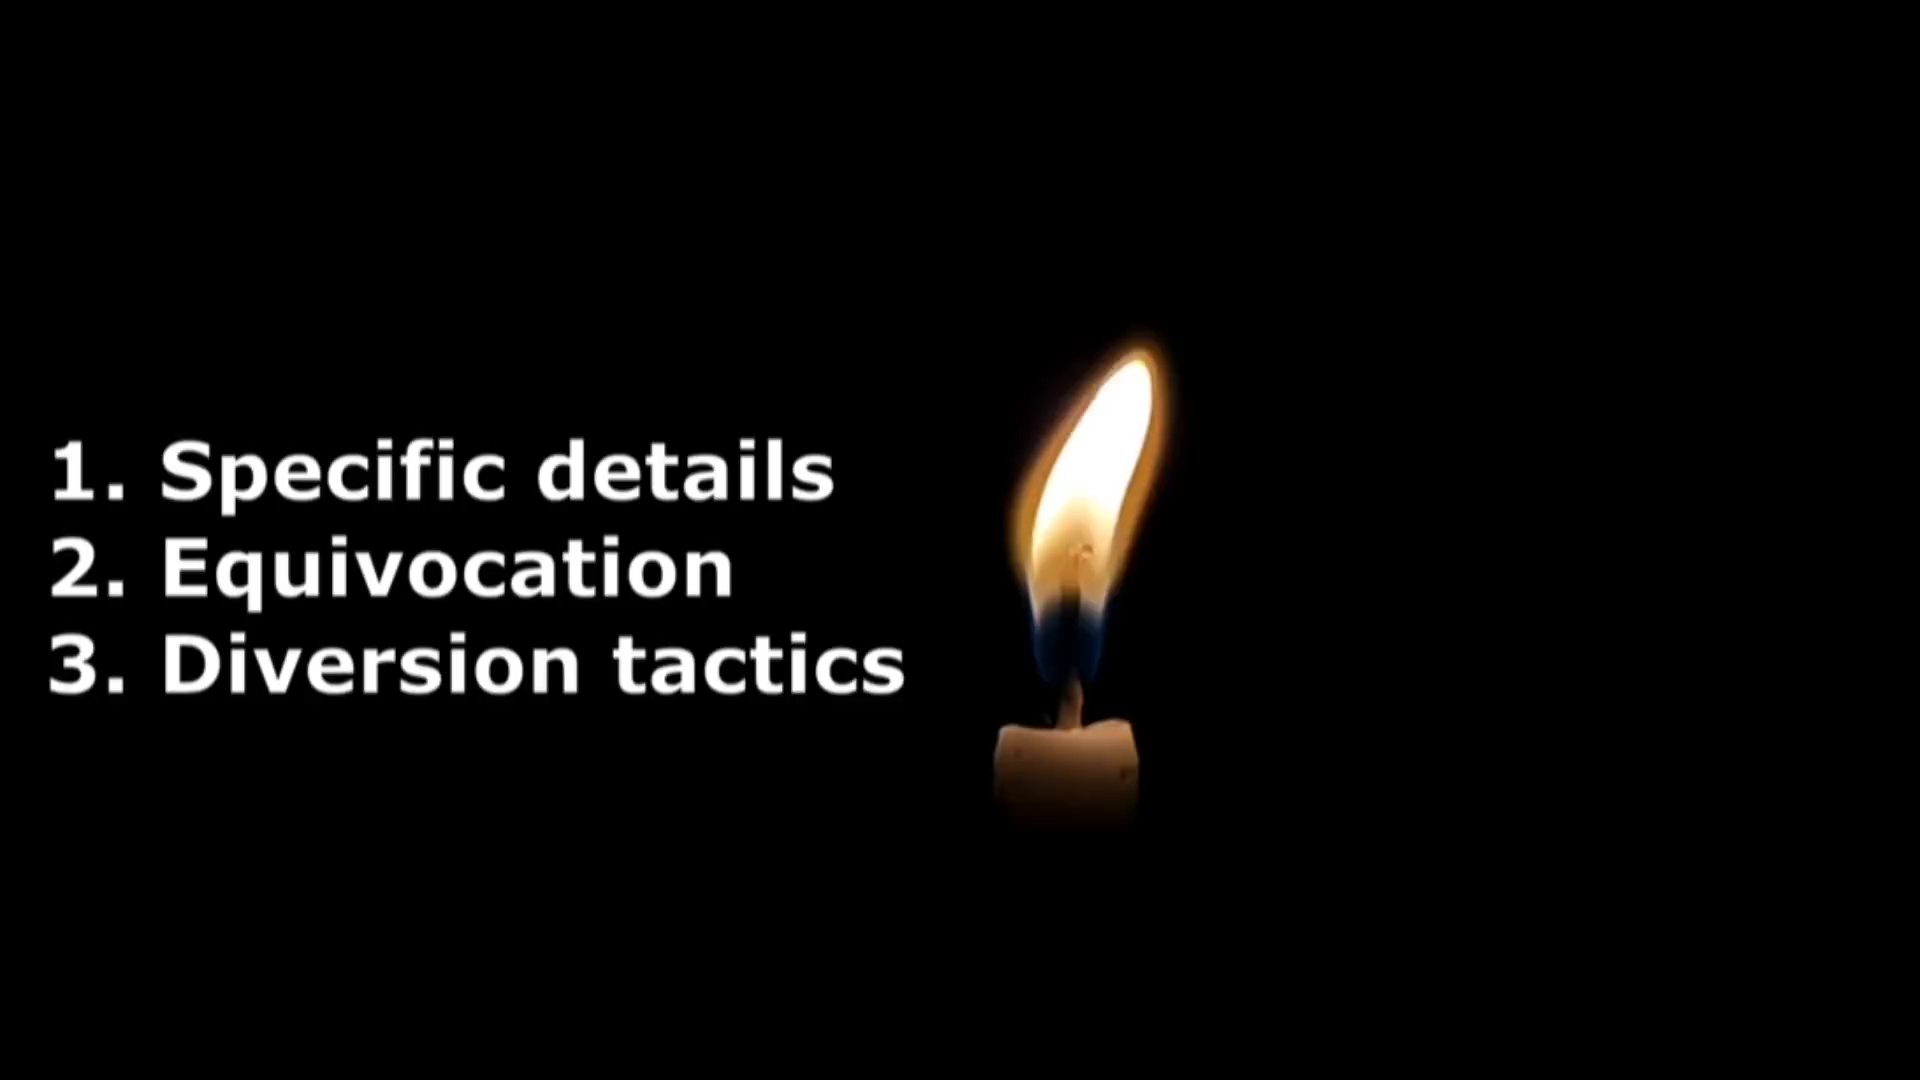 1. Specific details
2. Equivocation
3. Diversion tactics